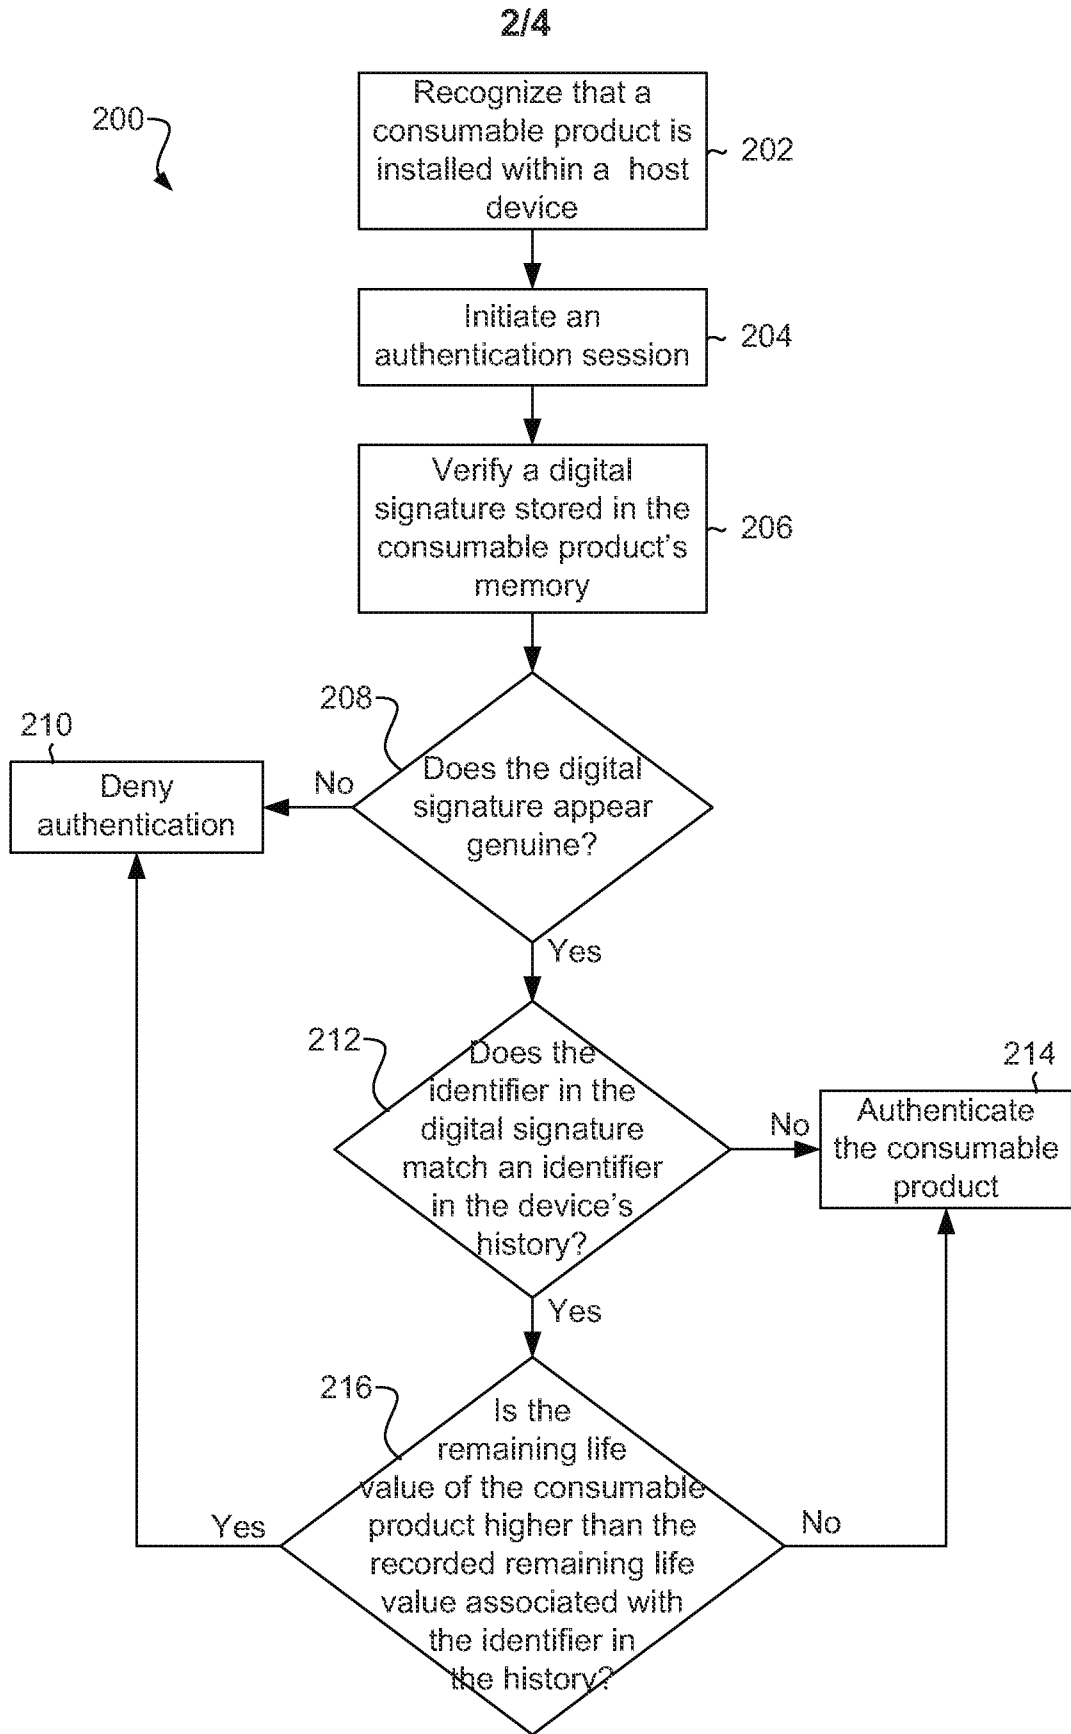 2/4
200
Recognize that a
consumable product is
installed within a host
device
202
Initiate an
authentication session
204
Verify a digital
signature stored in the
consumable product's
memory
206
208
Does the digital
signature appear
genuine?
No
210
Deny
authentication
Yes
212
Does the
identifier in the
digital signature
match an identifier
in the device's
history?
No
214
Authenticate
the consumable
product
Yes
216
Is the
remaining life
value of the consumable
product higher than the
recorded remaining life
value associated with
the identifier in
the history?
Yes
No